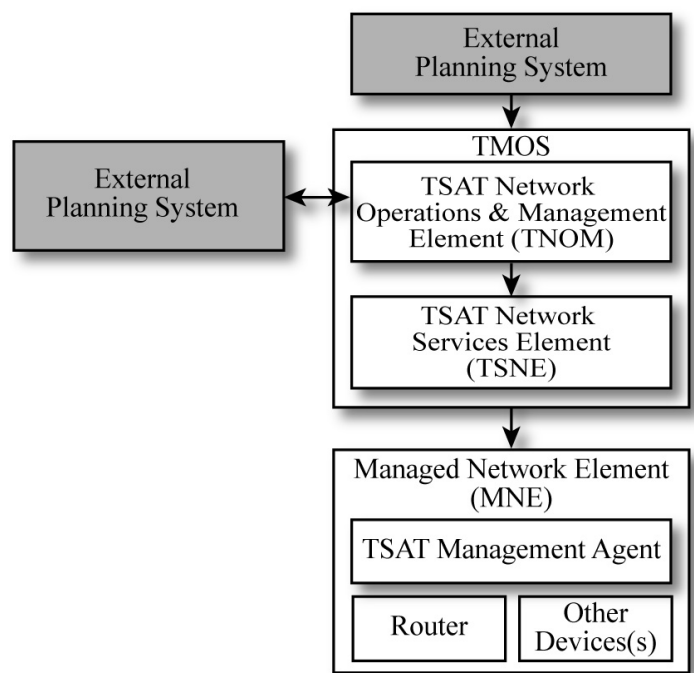 External
Planning System
TMOS
External
Planning System
TSAT Network
Operations & Management
Element (TNOM)
TSAT Network
Services Element
(TSNE)
Managed Network Element
(MNE)
TSAT Management Agent
Router
Other
Devices(s)